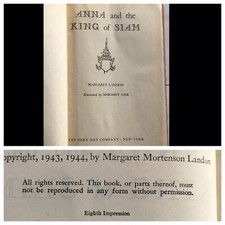 ANNA and the
KING of SIAM
MARGARET LANDON
Illustrated by MARGARET AYER
THE JOHN DAY COMPANY · NEW YORK
opyright, 1943, 1944, by Margaret Mortenson Landon
All rights reserved. This book, or parts thereof, must
not be reproduced in any form without permission.
Eighth Impression